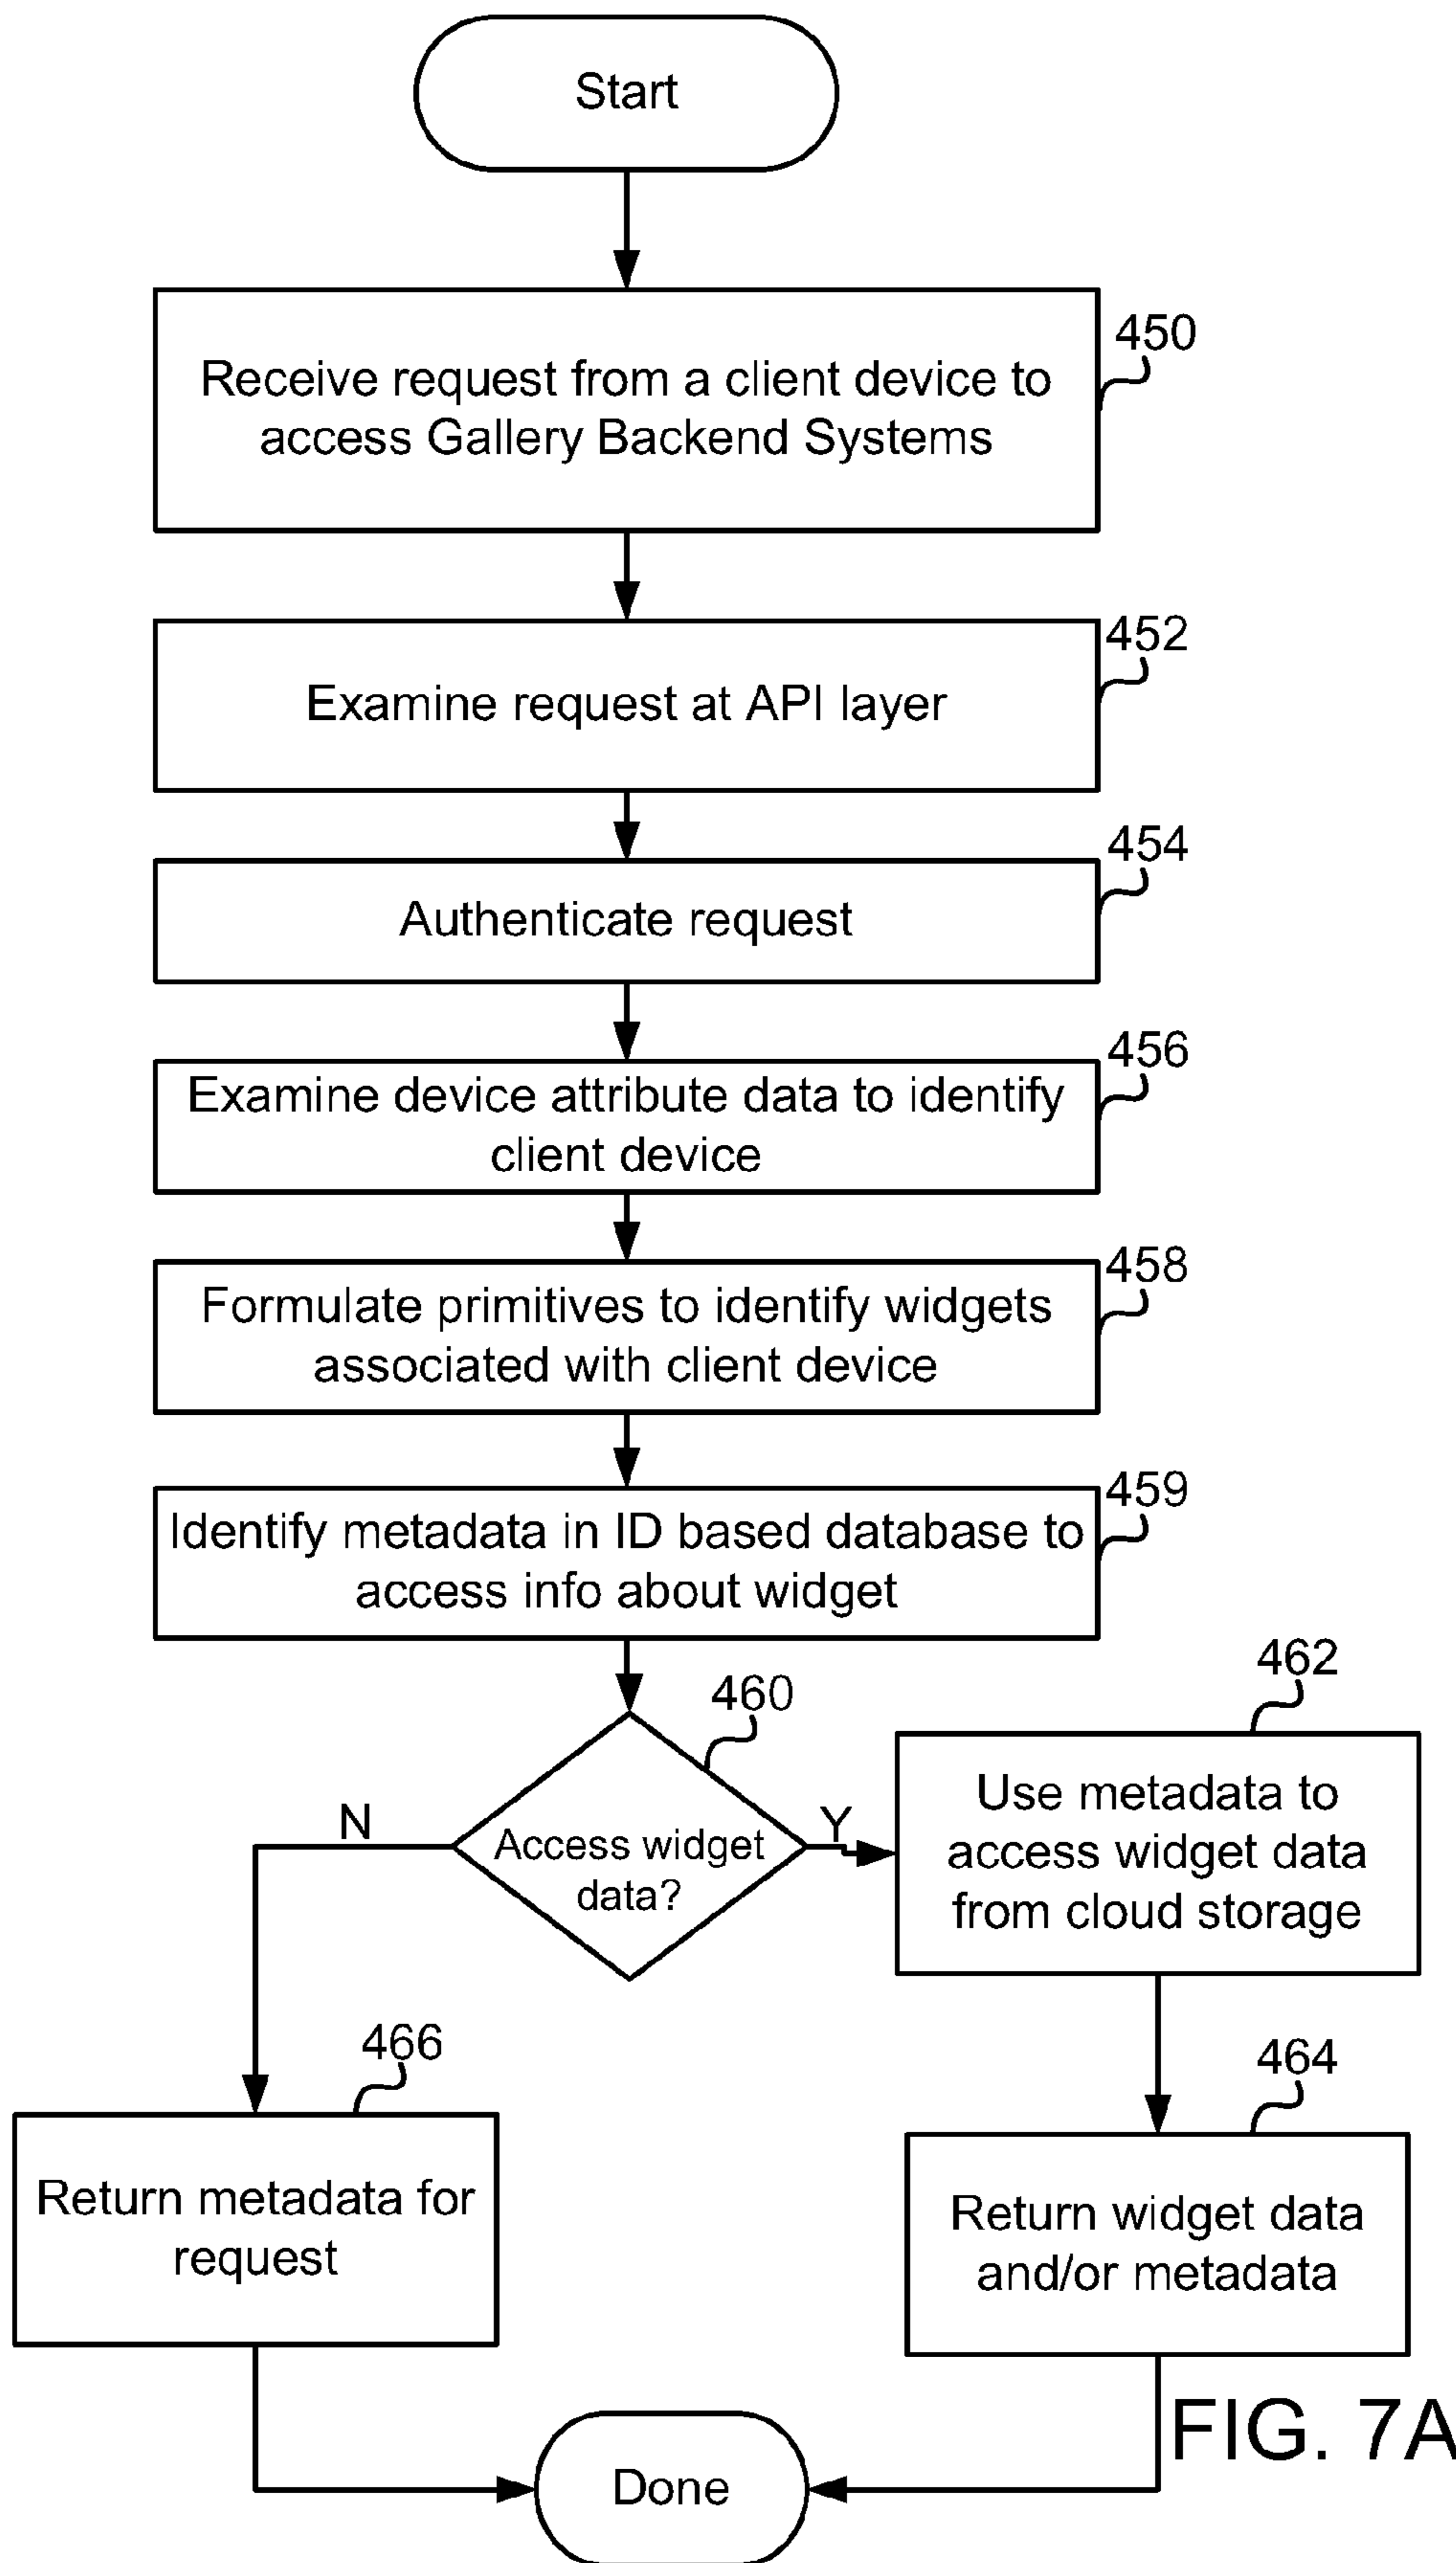 Start
450
Receive request from a client device to
access Gallery Backend Systems
452
Examine request at API layer
454
Authenticate request
456
Examine device attribute data to identify
client device
458
Formulate primitives to identify widgets
associated with client device
459
Identify metadata in ID based database to
access info about widget
460
462
N
Access widget
data?
Y
Use metadata to
access widget data
from cloud storage
466
464
Return metadata for
request
Return widget data
and/or metadata
FIG. 7A
Done